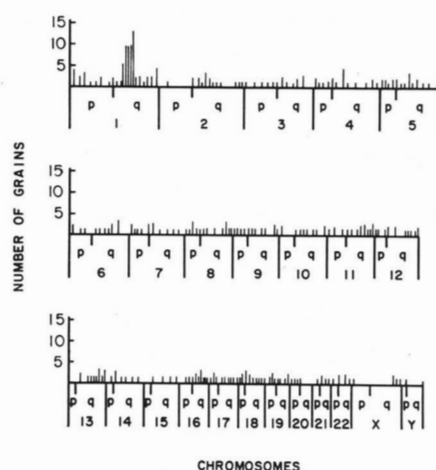 NUMBER OF GRAINS
15
10
5
p q p q p q p q p q
1 2 3 4 5
15
10
5
p q p q p q p q p q p q p q
6 7 8 9 10 11 12
15
10
5
p q p q p q p q p q p q p q p q p q p q p q p q
13 14 15 16 17 18 19 20 21 22 X Y
CHROMOSOMES